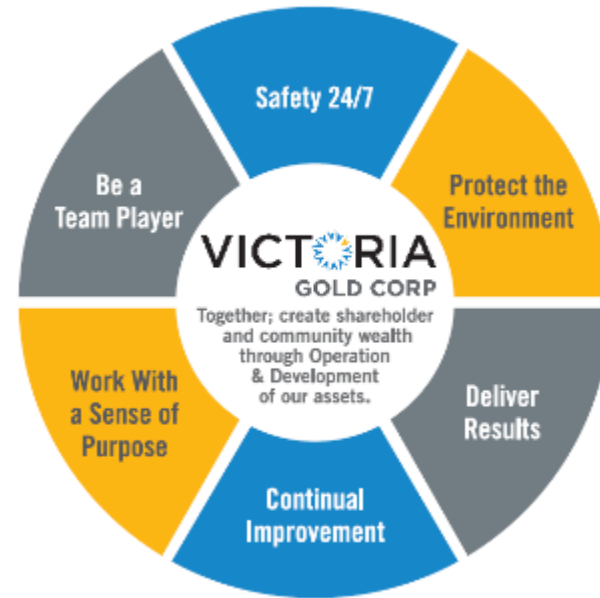 Safety 24/7
Protect the
Environment
Deliver
Results
Continual
Improvement
Work With
a Sense of
Purpose
Be a
Team Player
VICTORIA
GOLD CORP
Together; create shareholder
and community wealth
through Operation
& Development
of our assets.